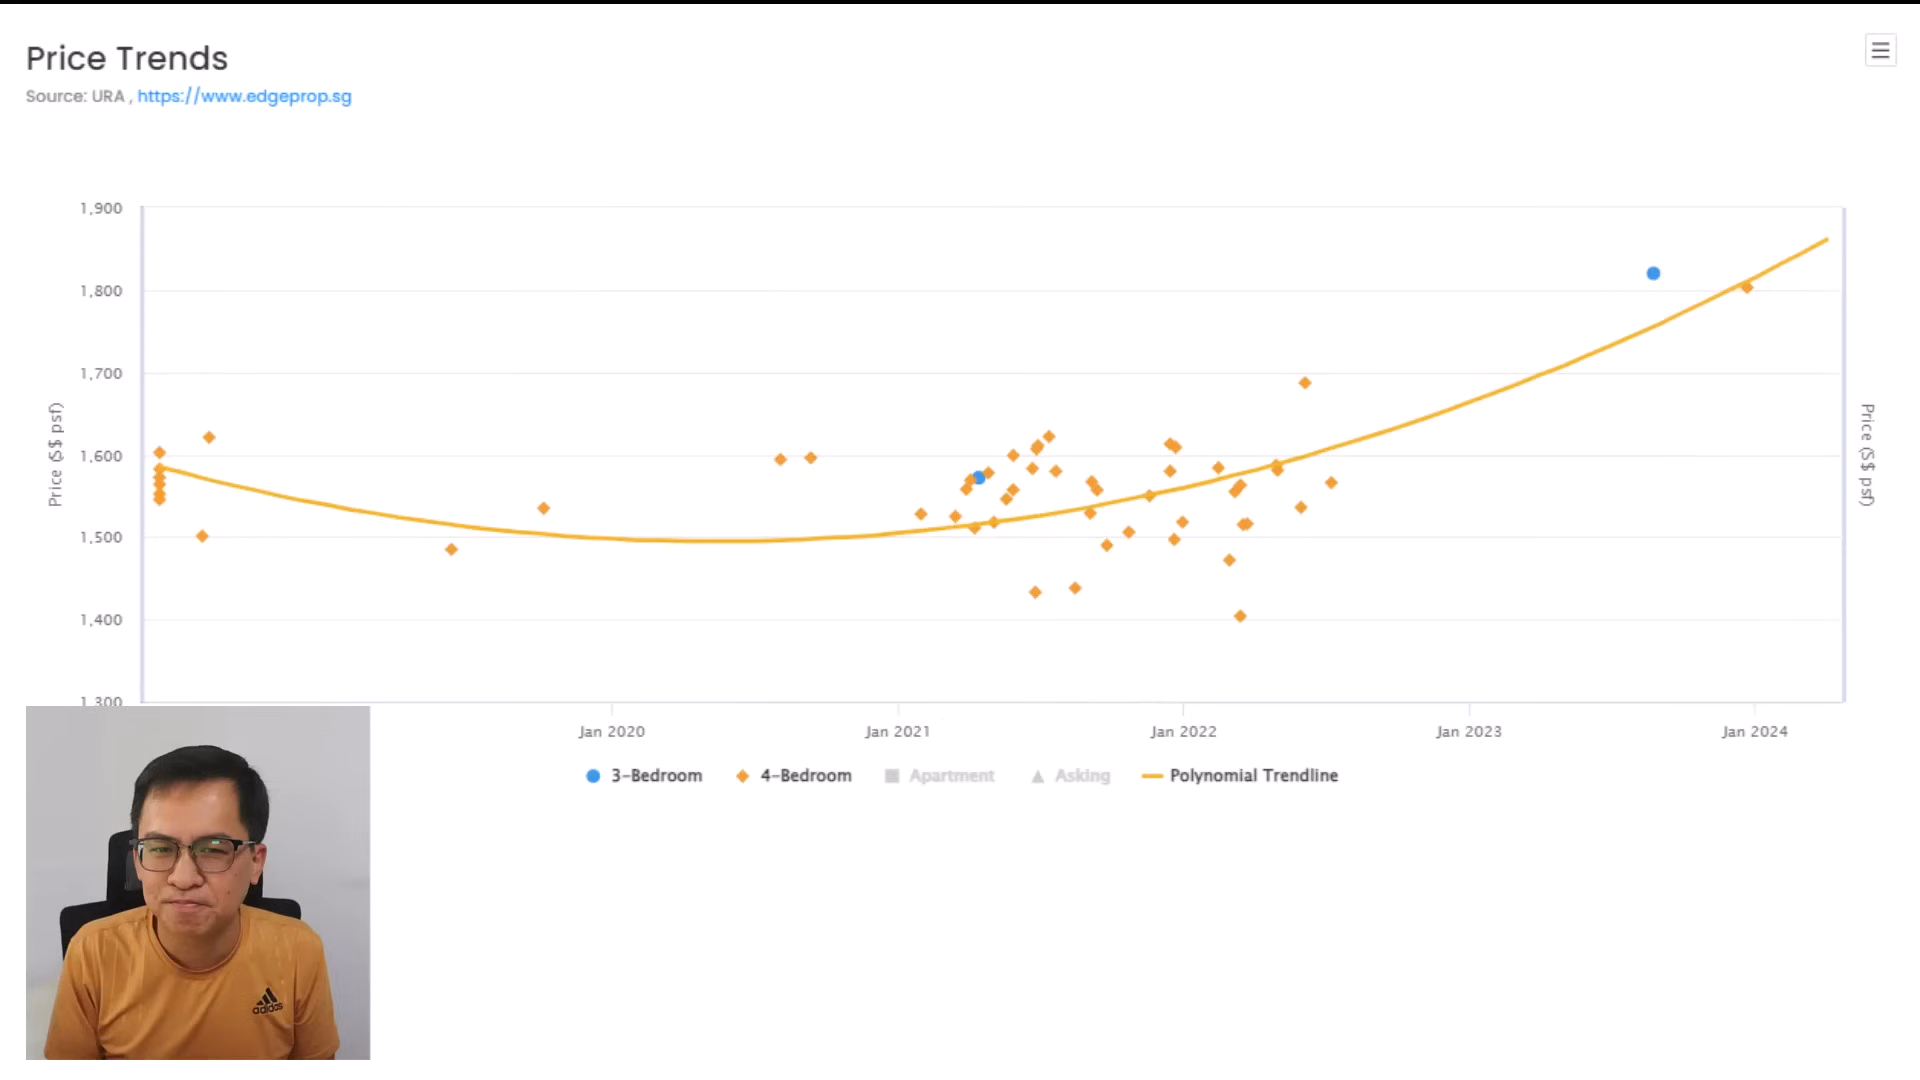 Price Trends
Source: URA , https://www.edgeprop.sg
1,900
1,800
1,700
1,600
1,500
1,400
1,300
Price (S$ psf)
Price (S$ psf)
Jan 2020
Jan 2021
Jan 2022
Jan 2023
Jan 2024
3-Bedroom
4-Bedroom
Apartment
Asking
Polynomial Trendline
adidas